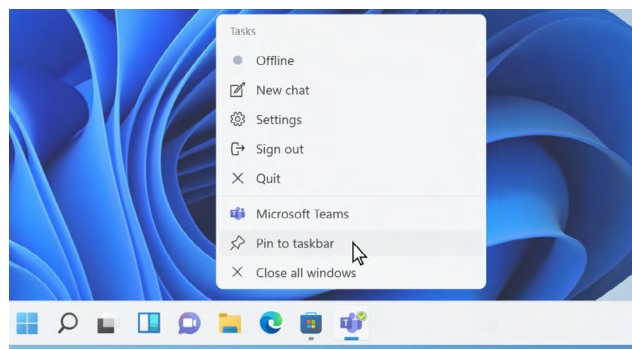 Tasks
Offline
New chat
Settings
Sign out
Quit
Microsoft Teams
Pin to taskbar
Close all windows